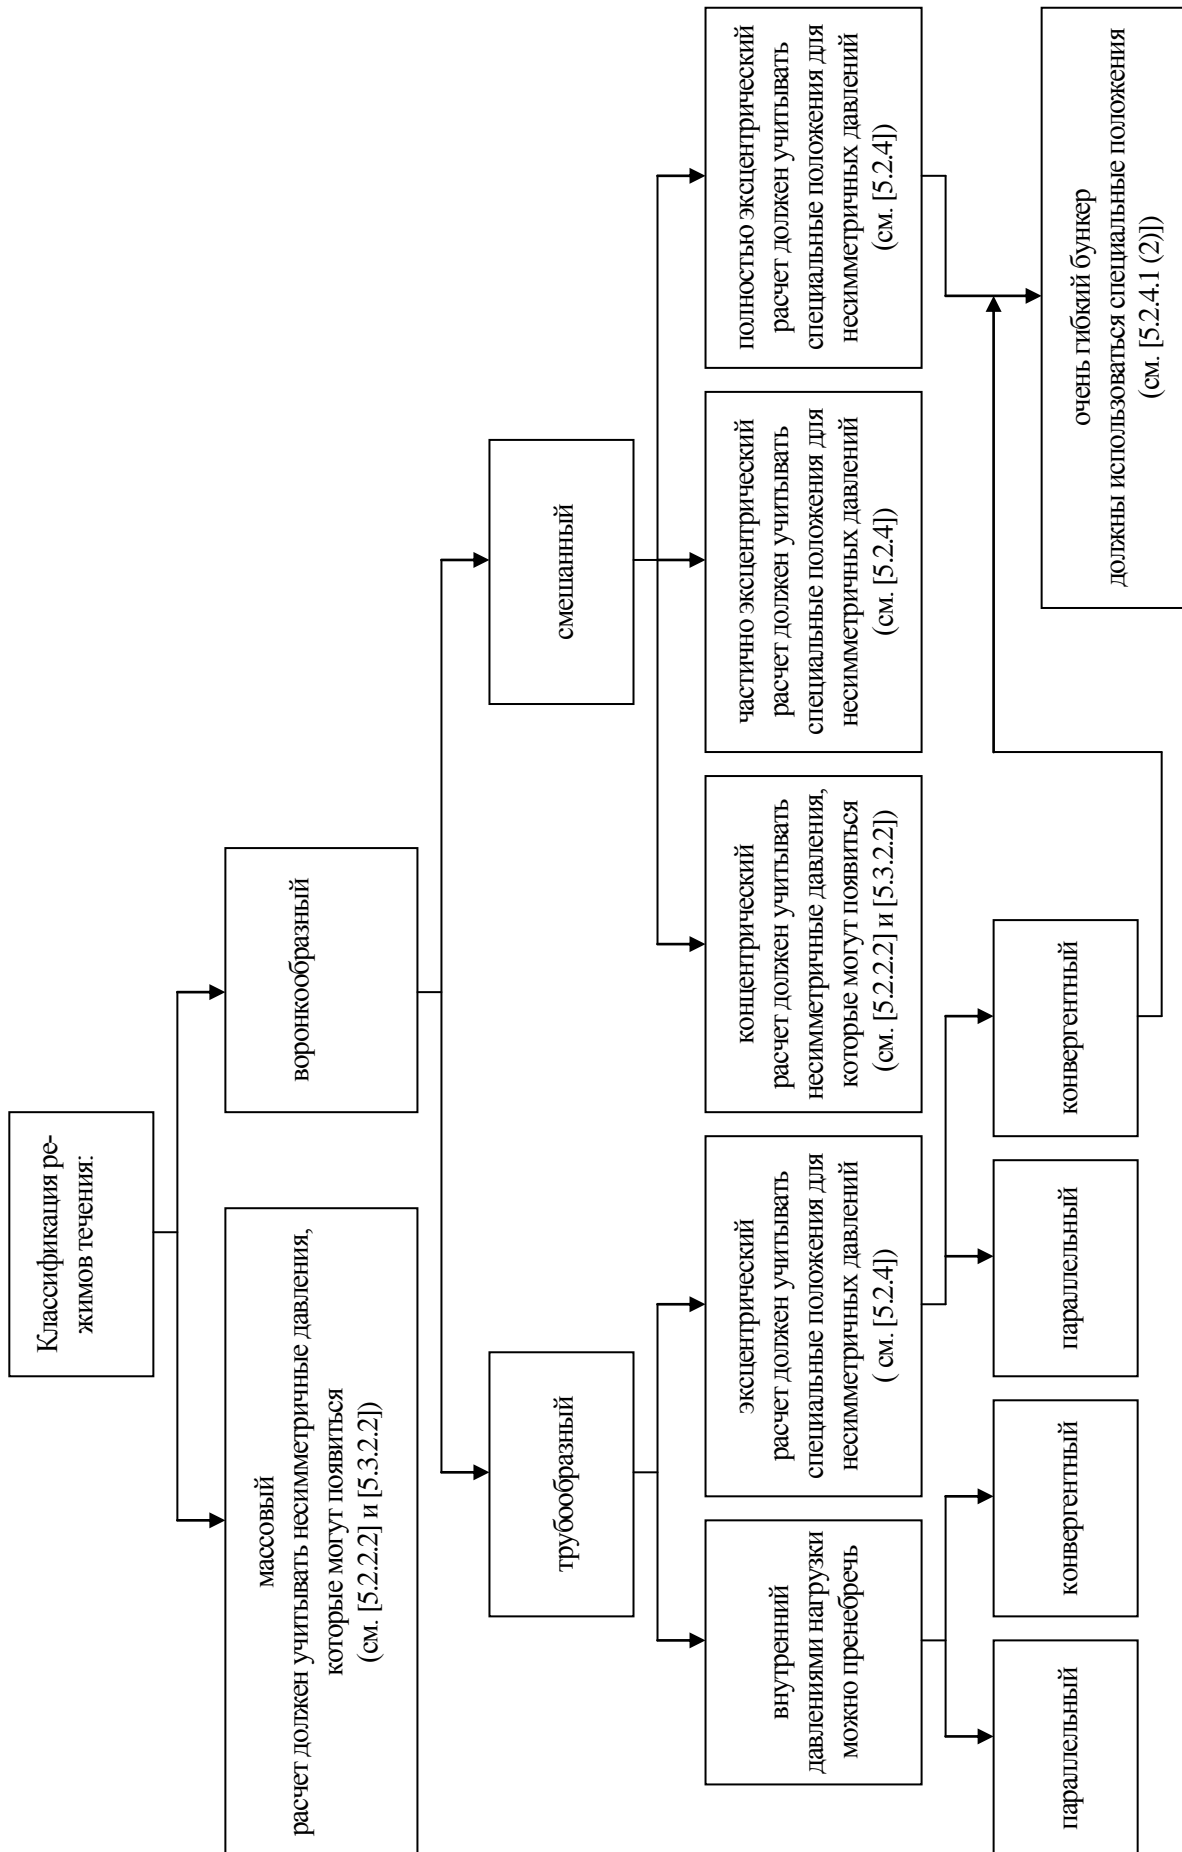 Классификация ре-
жимов течения:
массовый
расчет должен учитывать несимметричные давления,
которые могут появиться
(см. [5.2.2.2] и [5.3.2.2])
воронкообразный
трубообразный
смешанный
внутренний
давлениями нагрузки
можно пренебречь
эксцентрический
расчет должен учитывать
специальные положения для
несимметричных давлений
( см. [5.2.4])
концентрический
расчет должен учитывать
несимметричные давления,
которые могут появиться
(см. [5.2.2.2] и [5.3.2.2])
частично эксцентрический
расчет должен учитывать
специальные положения для
несимметричных давлений
(см. [5.2.4])
полностью эксцентрический
расчет должен учитывать
специальные положения для
несимметричных давлений
(см. [5.2.4])
параллельный
конвергентный
параллельный
конвергентный
очень гибкий бункер
должны использоваться специальные положения
(см. [5.2.4.1 (2)])